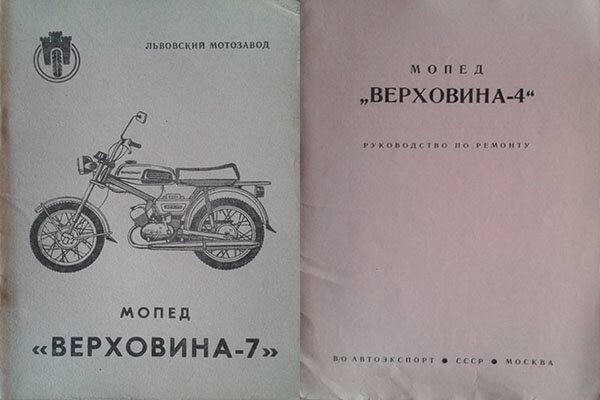 ЛЬВОВСКИЙ МОТОЗАВОД
МОПЕД
«ВЕРХОВИНА-7»
МОПЕД
„ВЕРХОВИНА-4“
РУКОВОДСТВО ПО РЕМОНТУ
В/О АВТОЭКСПОРТ ● СССР ● МОСКВА